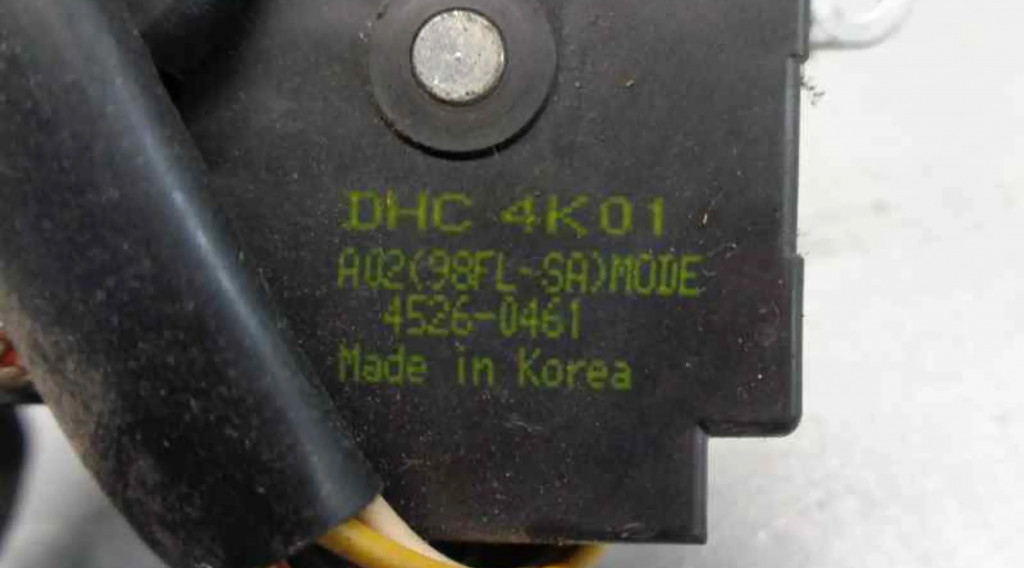 DHC 4K01
A02(98FL-SA)MODE
4526-0461
Made in Korea